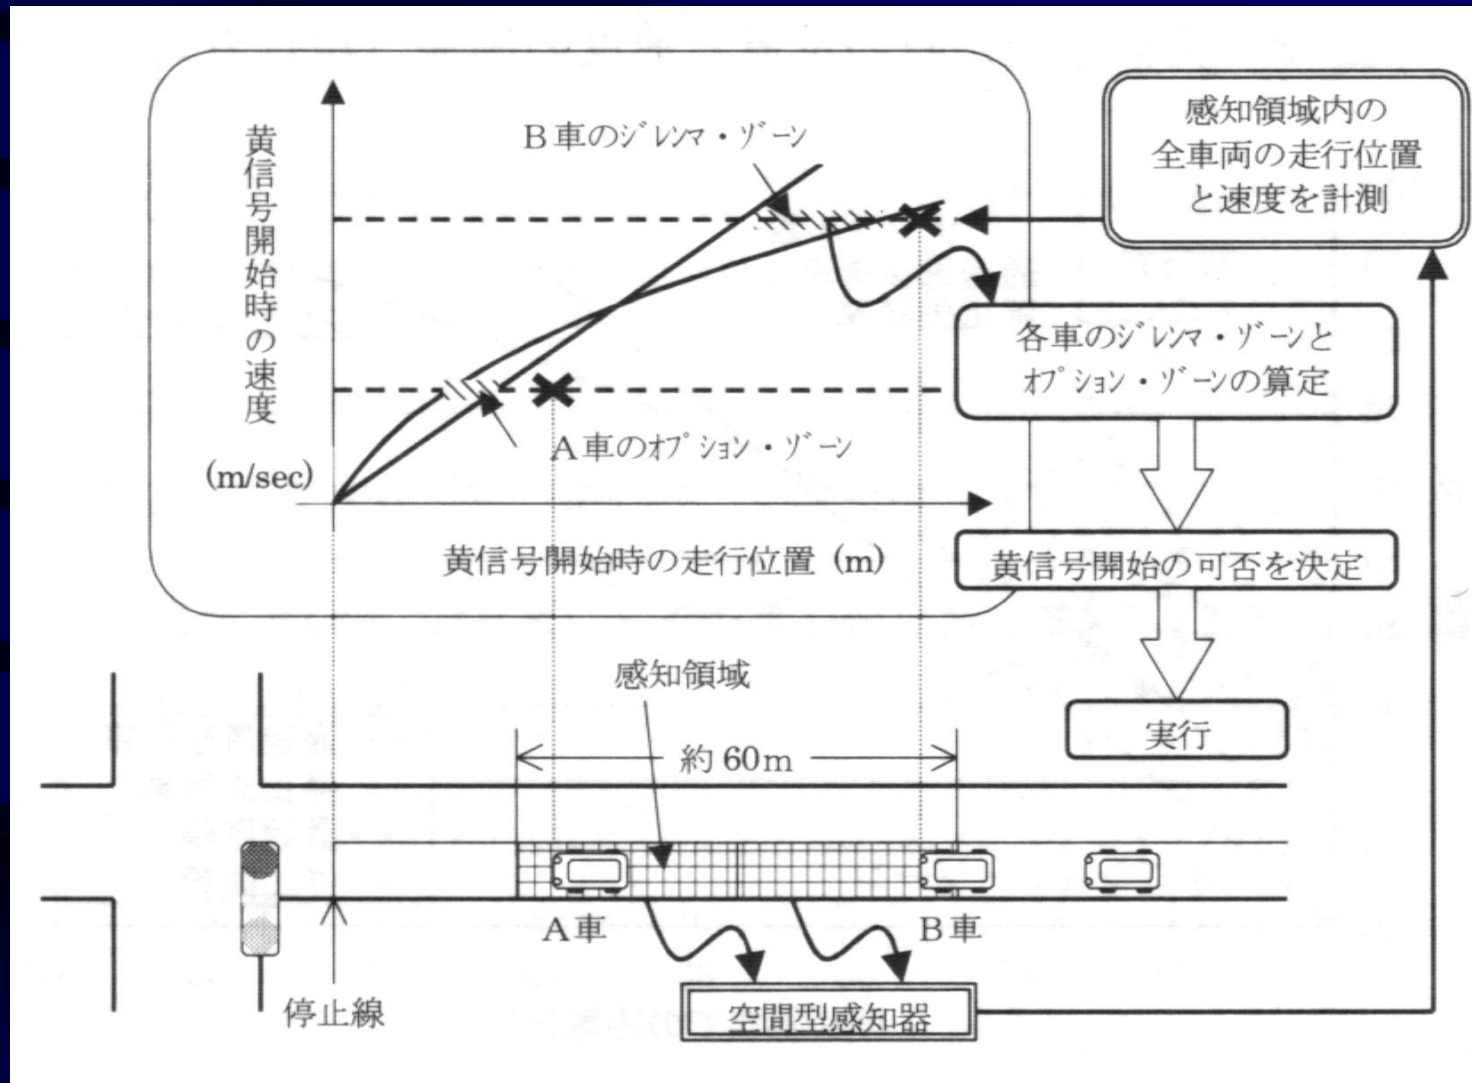 黄信号開始時の速度
(m/sec)
B車のジレンマ・ゾーン
A車のオプション・ゾーン
黄信号開始時の走行位置 (m)
感知領域内の
全車両の走行位置
と速度を計測
各車のジレンマ・ゾーンと
オプション・ゾーンの算定
黄信号開始の可否を決定
実行
感知領域
約60m
A車
B車
停止線
空間型感知器